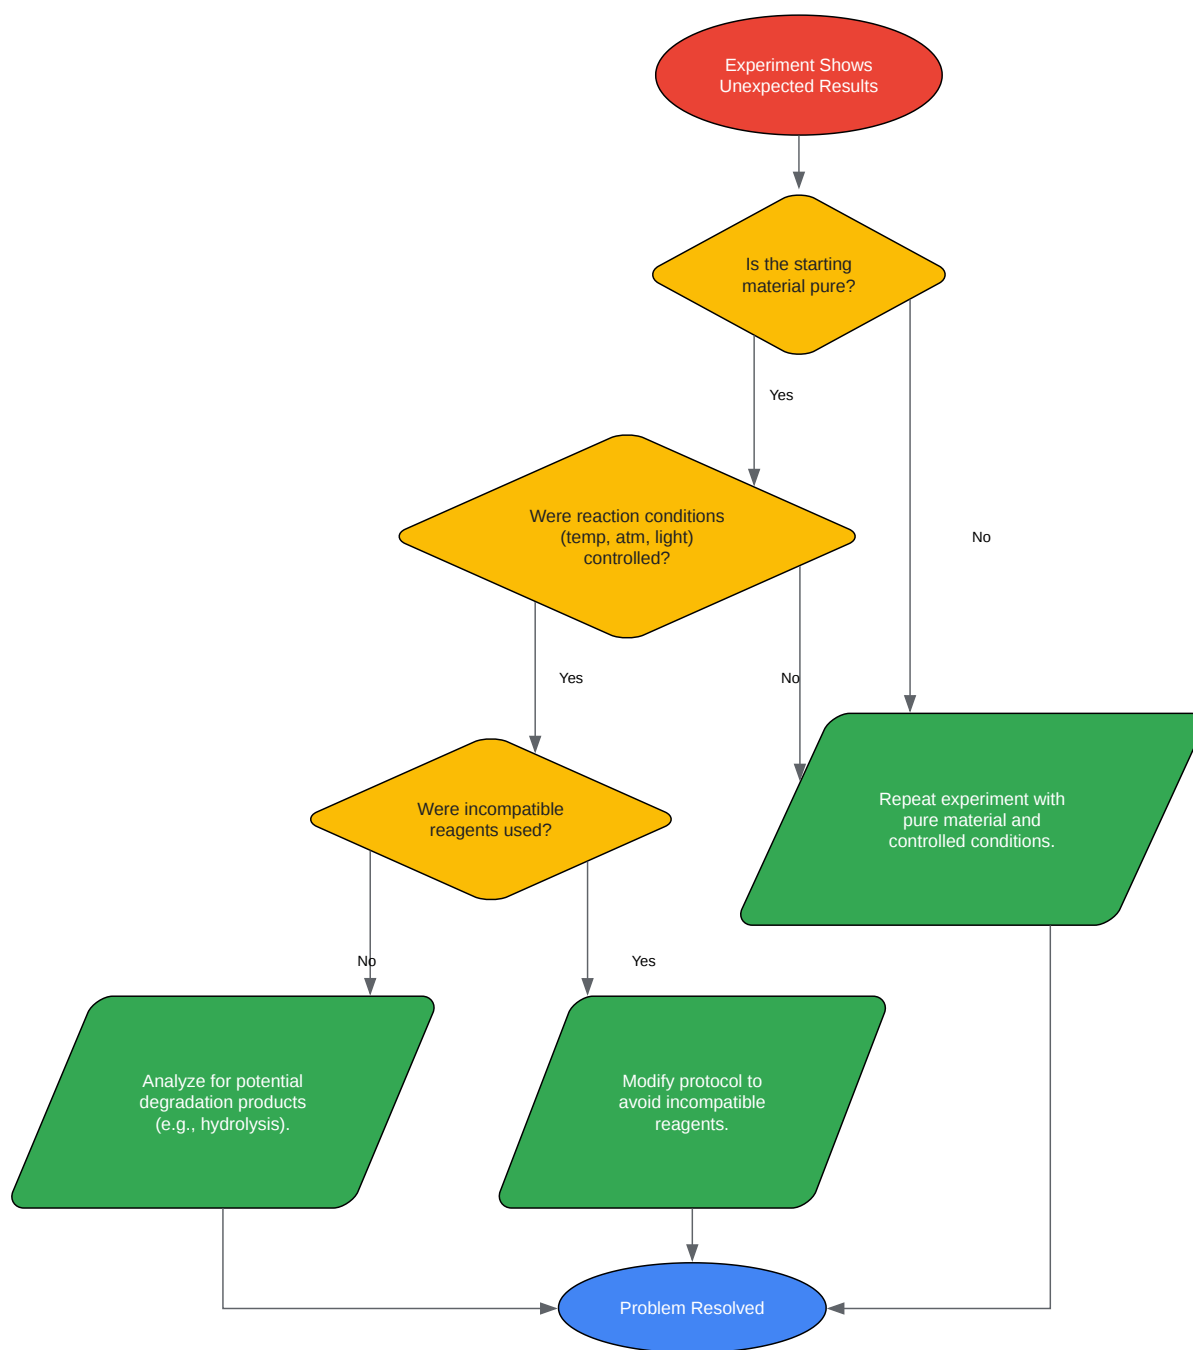 Experiment Shows
Unexpected Results
Is the starting
material pure?
Yes
Were reaction conditions
(temp, atm, light)
controlled?
No
Yes
No
Were incompatible
reagents used?
Repeat experiment with
pure material and
controlled conditions.
No
Yes
Analyze for potential
degradation products
(e.g., hydrolysis).
Modify protocol to
avoid incompatible
reagents.
Problem Resolved